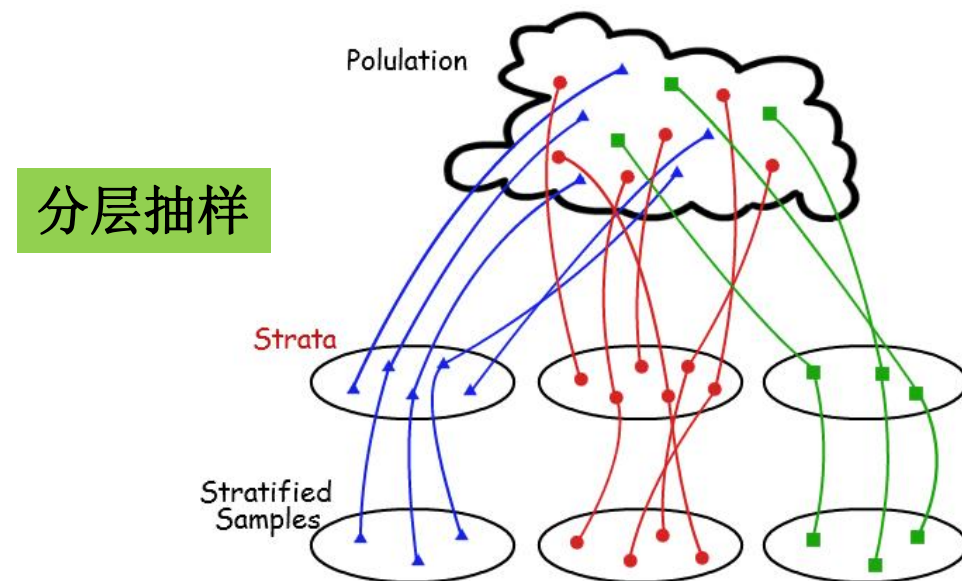 Polulation
分层抽样
Strata
Stratified
Samples